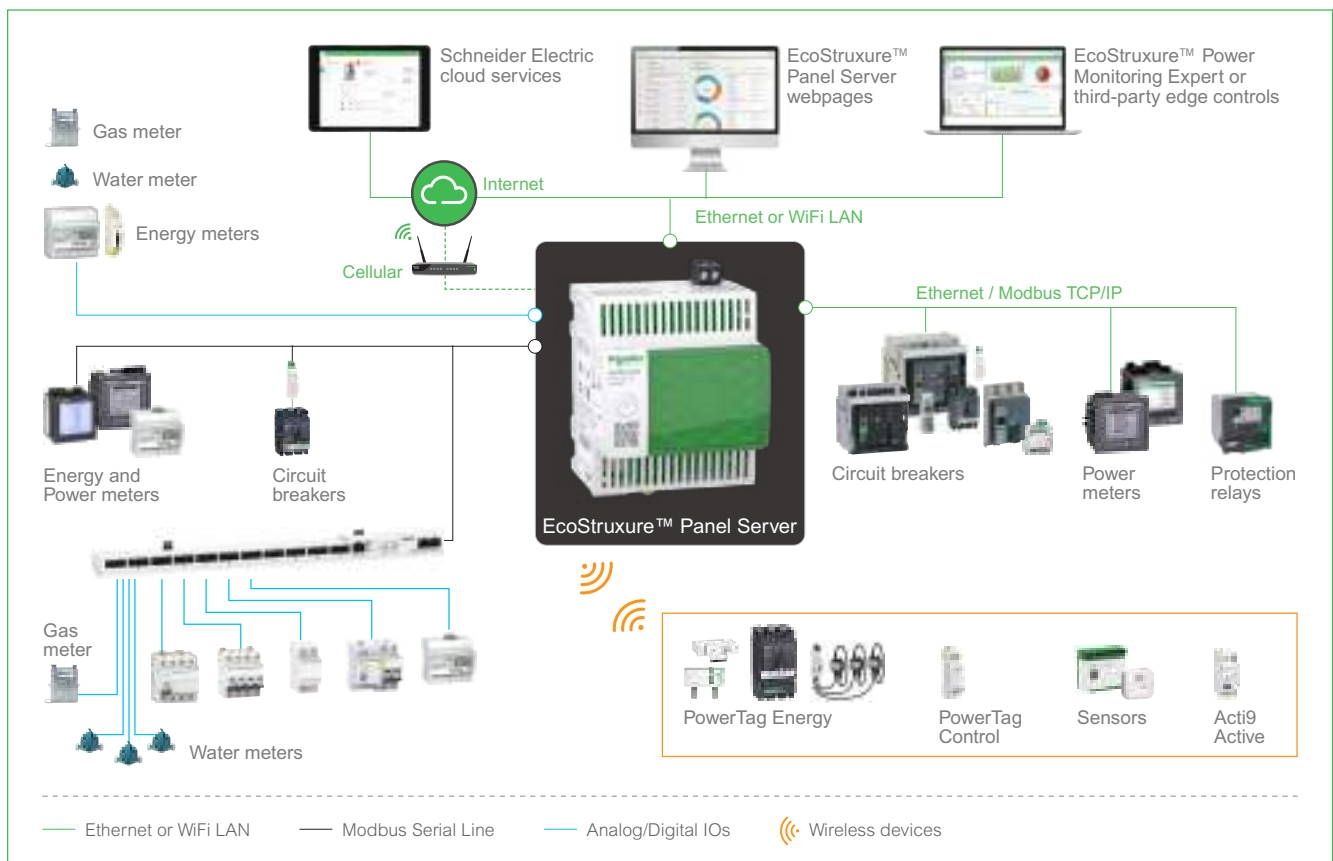 Schneider Electric
cloud services
EcoStruxure™
Panel Server
webpages
EcoStruxure™ Power
Monitoring Expert or
third-party edge controls
Gas meter
Water meter
Energy meters
Internet
Ethernet or WiFi LAN
Cellular
Ethernet / Modbus TCP/IP
Energy and
Power meters
Circuit
breakers
Schneider
EcoStruxure™ Panel Server
Circuit breakers
Power
meters
Protection
relays
Gas
meter
Water meters
PowerTag Energy
PowerTag
Control
Sensors
Acti9
Active
Ethernet or WiFi LAN
Modbus Serial Line
Analog/Digital IOs
Wireless devices